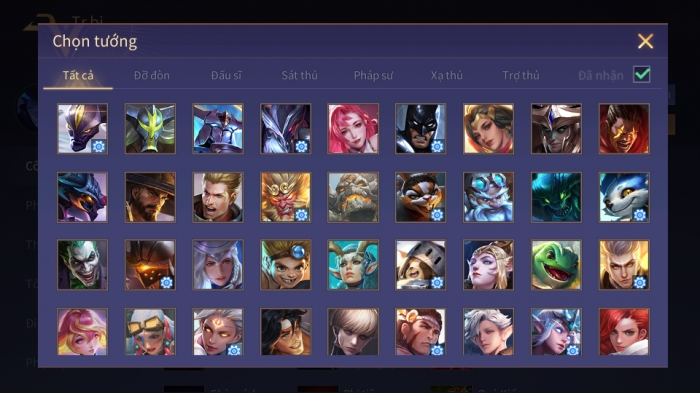 Chọn tướng
Tất cả Đỡ đòn Đấu sĩ Sát thủ Pháp sư Xạ thủ Trợ thủ Đã nhận